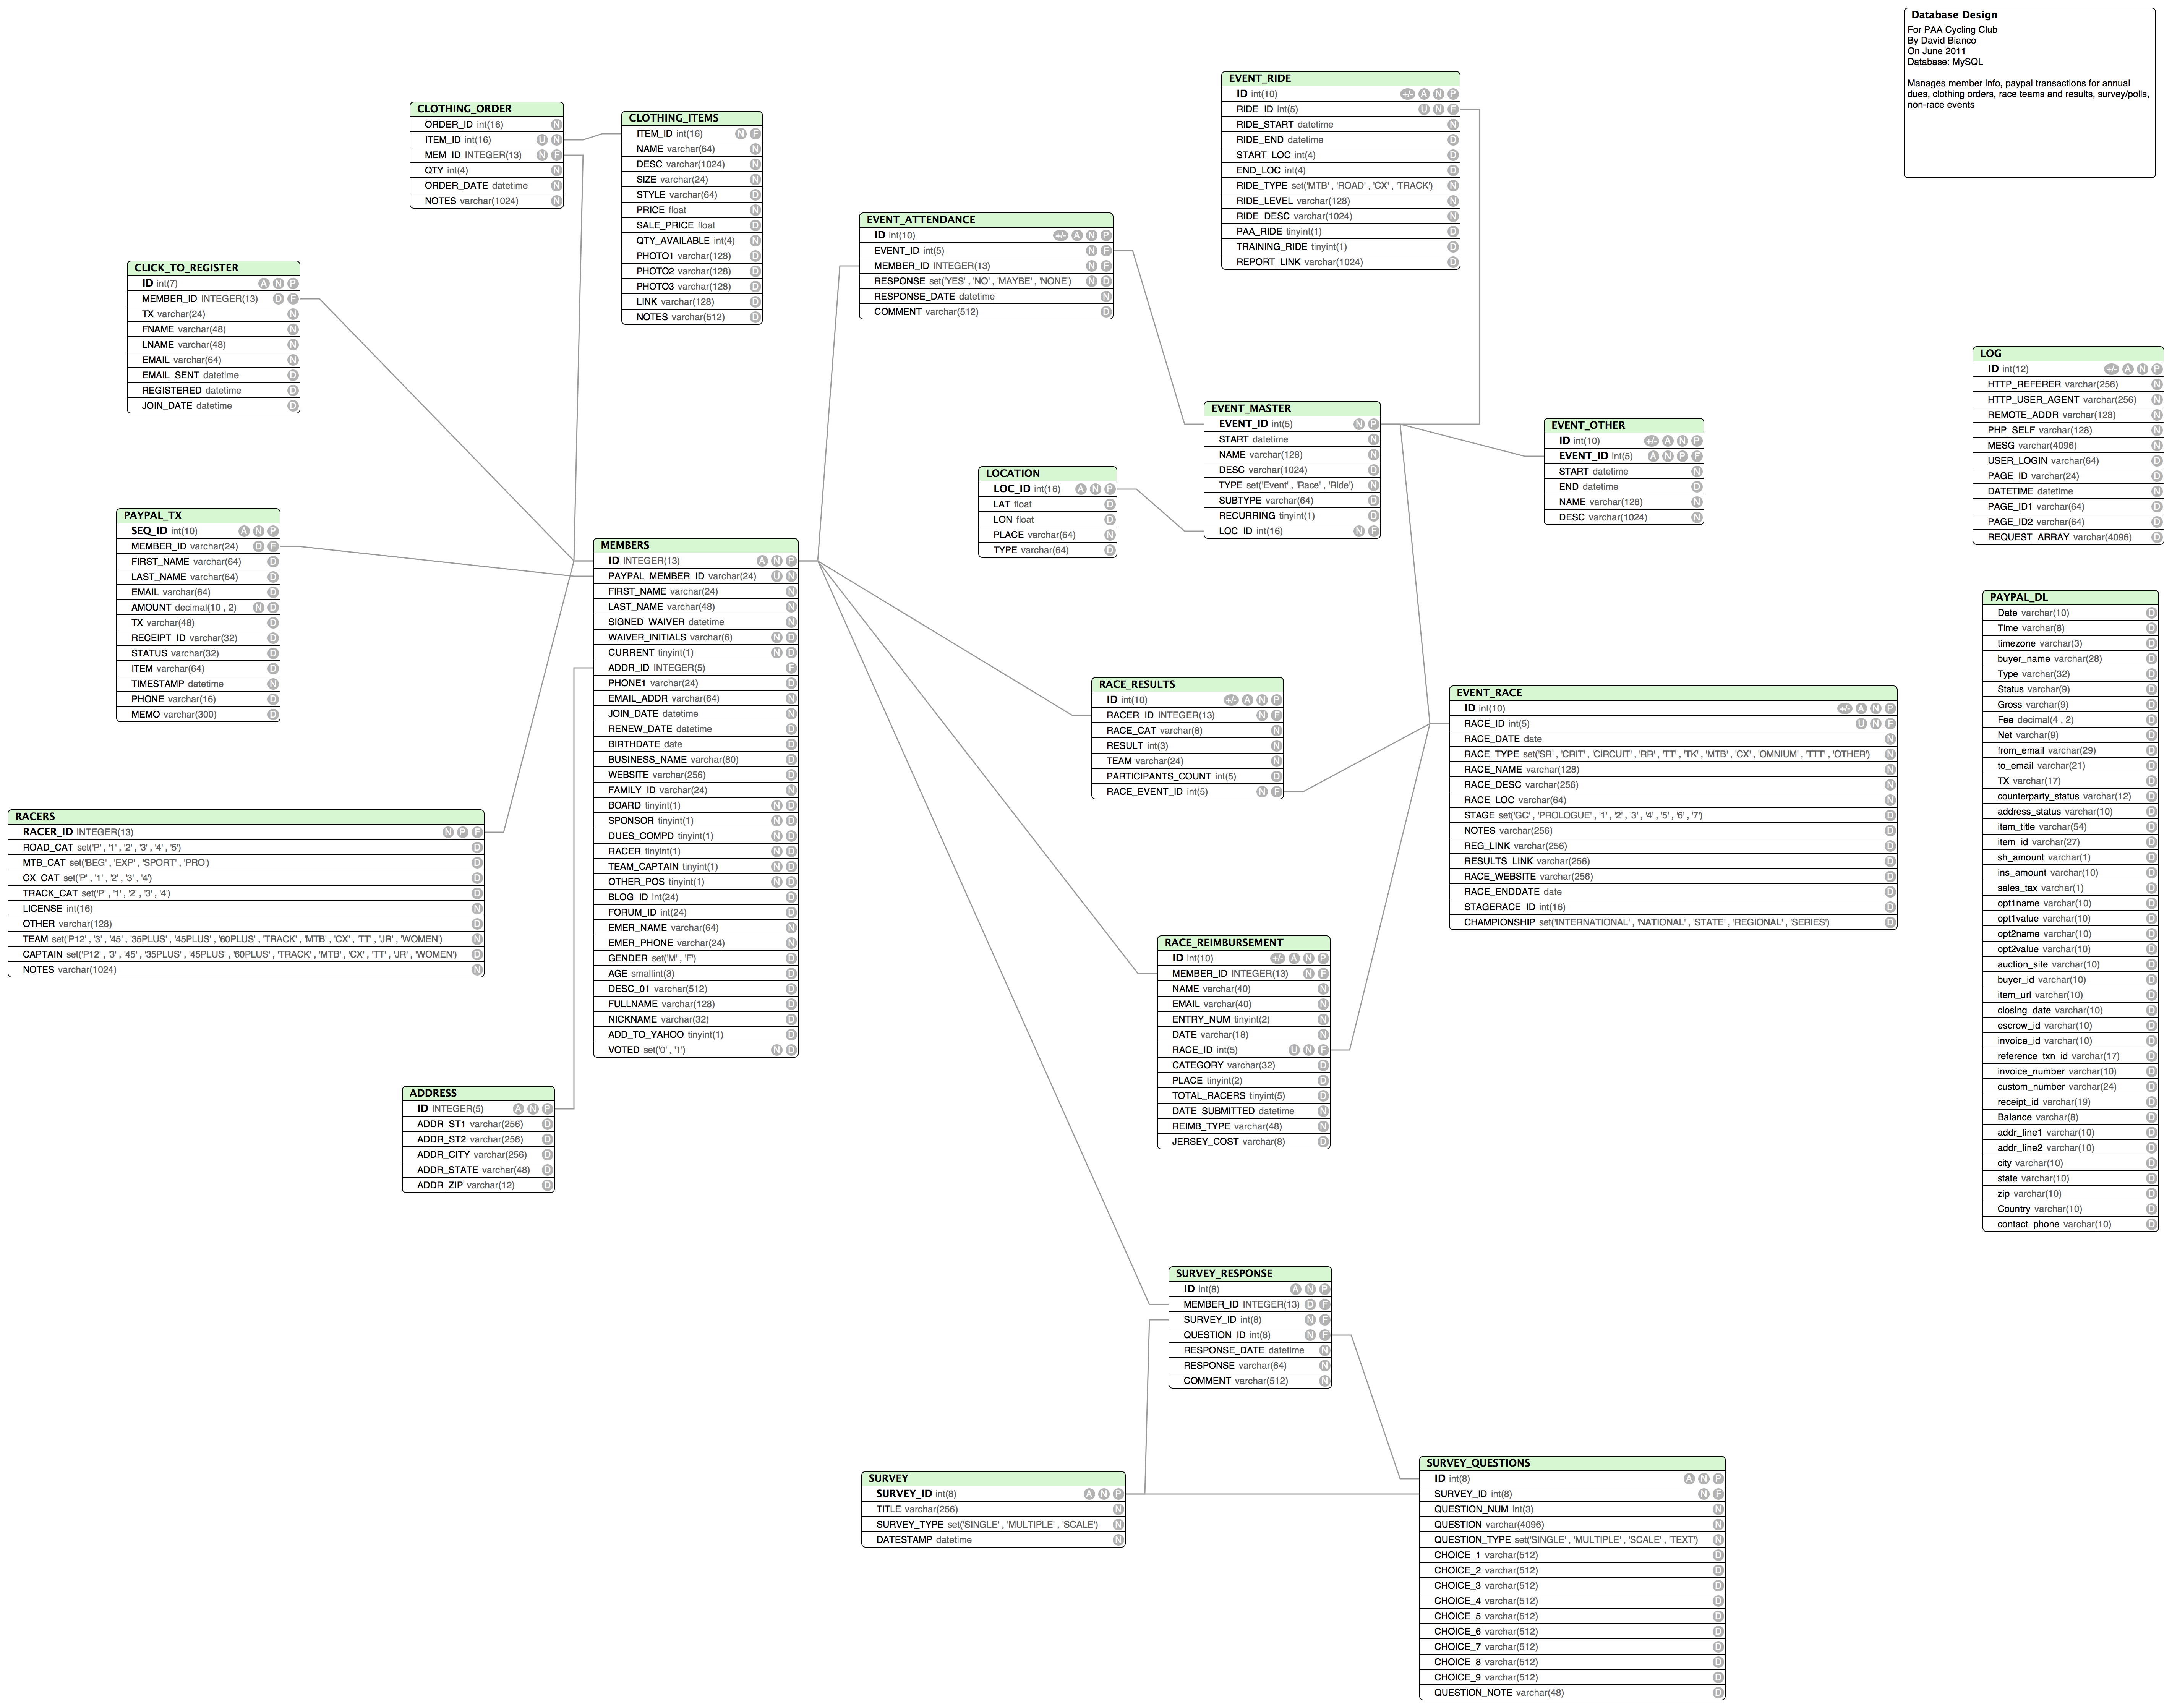 Database Design
For PAA Cycling Club
By David Bianco
On June 2011
Database: MySQL
Manages member info, paypal transactions for annual
dues, clothing orders, race teams and results, survey/polls,
non-race events
EVENT_RIDE
ID int(10) +/- A N P
RIDE_ID int(5) U N F
RIDE_START datetime N
RIDE_END datetime D
START_LOC int(4) D
END_LOC int(4) D
RIDE_TYPE set('MTB' , 'ROAD' , 'CX' , 'TRACK') N
RIDE_LEVEL varchar(128) N
RIDE_DESC varchar(1024) N
PAA_RIDE tinyint(1) D
TRAINING_RIDE tinyint(1) D
REPORT_LINK varchar(1024) D
CLOTHING_ORDER
ORDER_ID int(16) N
ITEM_ID int(16) U N
MEM_ID INTEGER(13) N F
QTY int(4) N
ORDER_DATE datetime N
NOTES varchar(1024) N
CLOTHING_ITEMS
ITEM_ID int(16) N F
NAME varchar(64) N
DESC varchar(1024) N
SIZE varchar(24) N
STYLE varchar(64) D
PRICE float N
SALE_PRICE float D
QTY_AVAILABLE int(4) N
PHOTO1 varchar(128) D
PHOTO2 varchar(128) D
PHOTO3 varchar(128) D
LINK varchar(128) D
NOTES varchar(512) D
EVENT_ATTENDANCE
ID int(10) +/- A N P
EVENT_ID int(5) N F
MEMBER_ID INTEGER(13) N F
RESPONSE set('YES' , 'NO' , 'MAYBE' , 'NONE') N D
RESPONSE_DATE datetime N
COMMENT varchar(512) D
CLICK_TO_REGISTER
ID int(7) A N P
MEMBER_ID INTEGER(13) D F
TX varchar(24) N
FNAME varchar(48) N
LNAME varchar(48) N
EMAIL varchar(64) N
EMAIL_SENT datetime D
REGISTERED datetime D
JOIN_DATE datetime D
LOG
ID int(12) +/- A N P
HTTP_REFERER varchar(256) N
HTTP_USER_AGENT varchar(256) N
REMOTE_ADDR varchar(128) N
PHP_SELF varchar(128) N
MESG varchar(4096) N
USER_LOGIN varchar(64) D
PAGE_ID varchar(24) D
DATETIME datetime N
PAGE_ID1 varchar(64) D
PAGE_ID2 varchar(64) D
REQUEST_ARRAY varchar(4096) D
EVENT_MASTER
EVENT_ID int(5) N P
START datetime N
NAME varchar(128) N
DESC varchar(1024) D
TYPE set('Event' , 'Race' , 'Ride') N
SUBTYPE varchar(64) D
RECURRING tinyint(1) D
LOC_ID int(16) N F
EVENT_OTHER
ID int(10) +/- A N P
EVENT_ID int(5) A N P F
START datetime N
END datetime D
NAME varchar(128) N
DESC varchar(1024) N
LOCATION
LOC_ID int(16) A N P
LAT float D
LON float D
PLACE varchar(64) N
TYPE varchar(64) D
PAYPAL_TX
SEQ_ID int(10) A N P
MEMBER_ID varchar(24) D F
FIRST_NAME varchar(64) D
LAST_NAME varchar(64) D
EMAIL varchar(64) D
AMOUNT decimal(10 , 2) N D
TX varchar(48) D
RECEIPT_ID varchar(32) D
STATUS varchar(32) D
ITEM varchar(64) D
TIMESTAMP datetime N
PHONE varchar(16) D
MEMO varchar(300) D
MEMBERS
ID INTEGER(13) A N P
PAYPAL_MEMBER_ID varchar(24) U N
FIRST_NAME varchar(24) N
LAST_NAME varchar(48) N
SIGNED_WAIVER datetime N
WAIVER_INITIALS varchar(6) N D
CURRENT tinyint(1) N D
ADDR_ID INTEGER(5) F
PHONE1 varchar(24) D
EMAIL_ADDR varchar(64) N
JOIN_DATE datetime N
RENEW_DATE datetime D
BIRTHDATE date D
BUSINESS_NAME varchar(80) D
WEBSITE varchar(256) D
FAMILY_ID varchar(24) N
BOARD tinyint(1) N D
SPONSOR tinyint(1) N D
DUES_COMPD tinyint(1) N D
RACER tinyint(1) N D
TEAM_CAPTAIN tinyint(1) N D
OTHER_POS tinyint(1) N D
BLOG_ID int(24) D
FORUM_ID int(24) D
EMER_NAME varchar(64) D
EMER_PHONE varchar(24) D
GENDER set('M' , 'F') D
AGE smallint(3) D
DESC_01 varchar(512) D
FULLNAME varchar(128) D
NICKNAME varchar(32) D
ADD_TO_YAHOO tinyint(1) D
VOTED set('0' , '1') N D
PAYPAL_DL
Date varchar(10) D
Time varchar(8) D
timezone varchar(3) D
buyer_name varchar(28) D
Type varchar(32) D
Status varchar(9) D
Gross varchar(9) D
Fee decimal(4 , 2) D
Net varchar(9) D
from_email varchar(29) D
to_email varchar(21) D
TX varchar(17) D
counterparty_status varchar(12) D
address_status varchar(10) D
item_title varchar(54) D
item_id varchar(27) D
sh_amount varchar(1) D
ins_amount varchar(10) D
sales_tax varchar(1) D
opt1name varchar(10) D
opt1value varchar(10) D
opt2name varchar(10) D
opt2value varchar(10) D
auction_site varchar(10) D
buyer_id varchar(10) D
item_url varchar(10) D
closing_date varchar(10) D
escrow_id varchar(10) D
invoice_id varchar(10) D
reference_txn_id varchar(17) D
invoice_number varchar(10) D
custom_number varchar(24) D
receipt_id varchar(19) D
Balance varchar(8) D
addr_line1 varchar(10) D
addr_line2 varchar(10) D
city varchar(10) D
state varchar(10) D
zip varchar(10) D
Country varchar(10) D
contact_phone varchar(10) D
RACE_RESULTS
ID int(10) +/- A N P
RACER_ID INTEGER(13) N F
RACE_CAT varchar(8) N
RESULT int(3) N
TEAM varchar(24) N
PARTICIPANTS_COUNT int(5) D
RACE_EVENT_ID int(5) N F
EVENT_RACE
ID int(10) +/- A N P
RACE_ID int(5) U N F
RACE_DATE date N
RACE_TYPE set('SR' , 'CRIT' , 'CIRCUIT' , 'RR' , 'TT' , 'TK' , 'MTB' , 'CX' , 'OMNIUM' , 'TTT' , 'OTHER') N
RACE_NAME varchar(128) N
RACE_DESC varchar(256) N
RACE_LOC varchar(64) N
STAGE set('GC' , 'PROLOGUE' , '1' , '2' , '3' , '4' , '5' , '6' , '7') D
NOTES varchar(256) D
REG_LINK varchar(256) D
RESULTS_LINK varchar(256) D
RACE_WEBSITE varchar(256) D
RACE_ENDDATE date D
STAGERACE_ID int(16) D
CHAMPIONSHIP set('INTERNATIONAL' , 'NATIONAL' , 'STATE' , 'REGIONAL' , 'SERIES') D
RACERS
RACER_ID INTEGER(13) N P F
ROAD_CAT set('P' , '1' , '2' , '3' , '4' , '5') D
MTB_CAT set('BEG' , 'EXP' , 'SPORT' , 'PRO') D
CX_CAT set('P' , '1' , '2' , '3' , '4') D
TRACK_CAT set('P' , '1' , '2' , '3' , '4') D
LICENSE int(16) N
OTHER varchar(128) D
TEAM set('P12' , '3' , '45' , '35PLUS' , '45PLUS' , '60PLUS' , 'TRACK' , 'MTB' , 'CX' , 'TT' , 'JR' , 'WOMEN') N
CAPTAIN set('P12' , '3' , '45' , '35PLUS' , '45PLUS' , '60PLUS' , 'TRACK' , 'MTB' , 'CX' , 'TT' , 'JR' , 'WOMEN') D
NOTES varchar(1024) N
RACE_REIMBURSEMENT
ID int(10) +/- A N P
MEMBER_ID INTEGER(13) N F
NAME varchar(40) N
EMAIL varchar(40) N
ENTRY_NUM tinyint(2) N
DATE varchar(18) N
RACE_ID int(5) U N F
CATEGORY varchar(32) D
PLACE tinyint(2) D
TOTAL_RACERS tinyint(5) D
DATE_SUBMITTED datetime N
REIMB_TYPE varchar(48) N
JERSEY_COST varchar(8) D
ADDRESS
ID INTEGER(5) A N P
ADDR_ST1 varchar(256) D
ADDR_ST2 varchar(256) D
ADDR_CITY varchar(256) D
ADDR_STATE varchar(48) D
ADDR_ZIP varchar(12) D
SURVEY_RESPONSE
ID int(8) A N P
MEMBER_ID INTEGER(13) D F
SURVEY_ID int(8) N F
QUESTION_ID int(8) N F
RESPONSE_DATE datetime N
RESPONSE varchar(64) N
COMMENT varchar(512) N
SURVEY
SURVEY_ID int(8) A N P
TITLE varchar(256) N
SURVEY_TYPE set('SINGLE' , 'MULTIPLE' , 'SCALE') N
DATESTAMP datetime N
SURVEY_QUESTIONS
ID int(8) A N P
SURVEY_ID int(8) N F
QUESTION_NUM int(3) N
QUESTION varchar(4096) N
QUESTION_TYPE set('SINGLE' , 'MULTIPLE' , 'SCALE' , 'TEXT') N
CHOICE_1 varchar(512) D
CHOICE_2 varchar(512) D
CHOICE_3 varchar(512) D
CHOICE_4 varchar(512) D
CHOICE_5 varchar(512) D
CHOICE_6 varchar(512) D
CHOICE_7 varchar(512) D
CHOICE_8 varchar(512) D
CHOICE_9 varchar(512) D
QUESTION_NOTE varchar(48) D